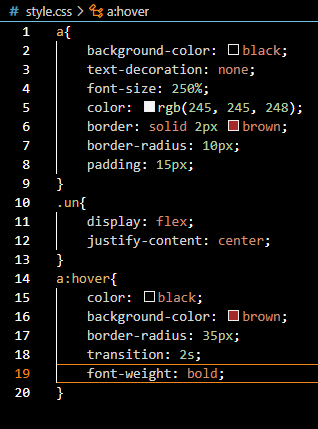 # style.css > a:hover
1 a{
2 background-color: black;
3 text-decoration: none;
4 font-size: 250%;
5 color: rgb(245, 245, 248);
6 border: solid 2px brown;
7 border-radius: 10px;
8 padding: 15px;
9 }
10 .un{
11 display: flex;
12 justify-content: center;
13 }
14 a:hover{
15 color: black;
16 background-color: brown;
17 border-radius: 35px;
18 transition: 2s;
19 font-weight: bold;
20 }